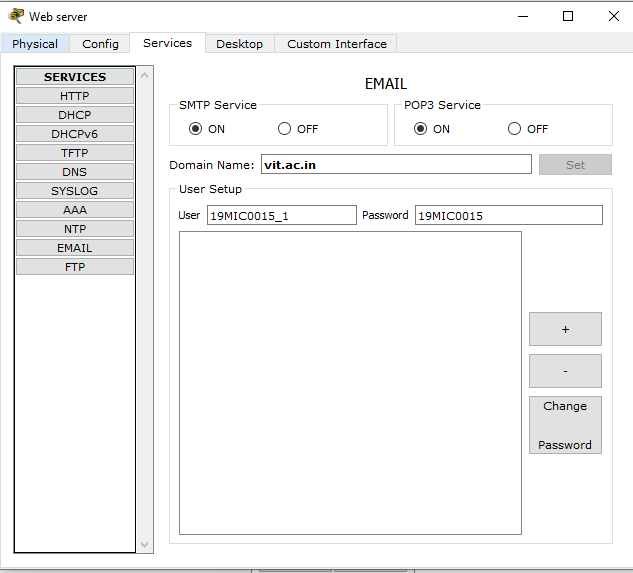 Web server
Physical Config Services Desktop Custom Interface
SERVICES
HTTP
DHCP
DHCPv6
TFTP
DNS
SYSLOG
AAA
NTP
EMAIL
FTP
EMAIL
SMTP Service
ON OFF
POP3 Service
ON OFF
Domain Name: vit.ac.in Set
User Setup
User 19MIC0015_1 Password 19MIC0015
+
-
Change
Password